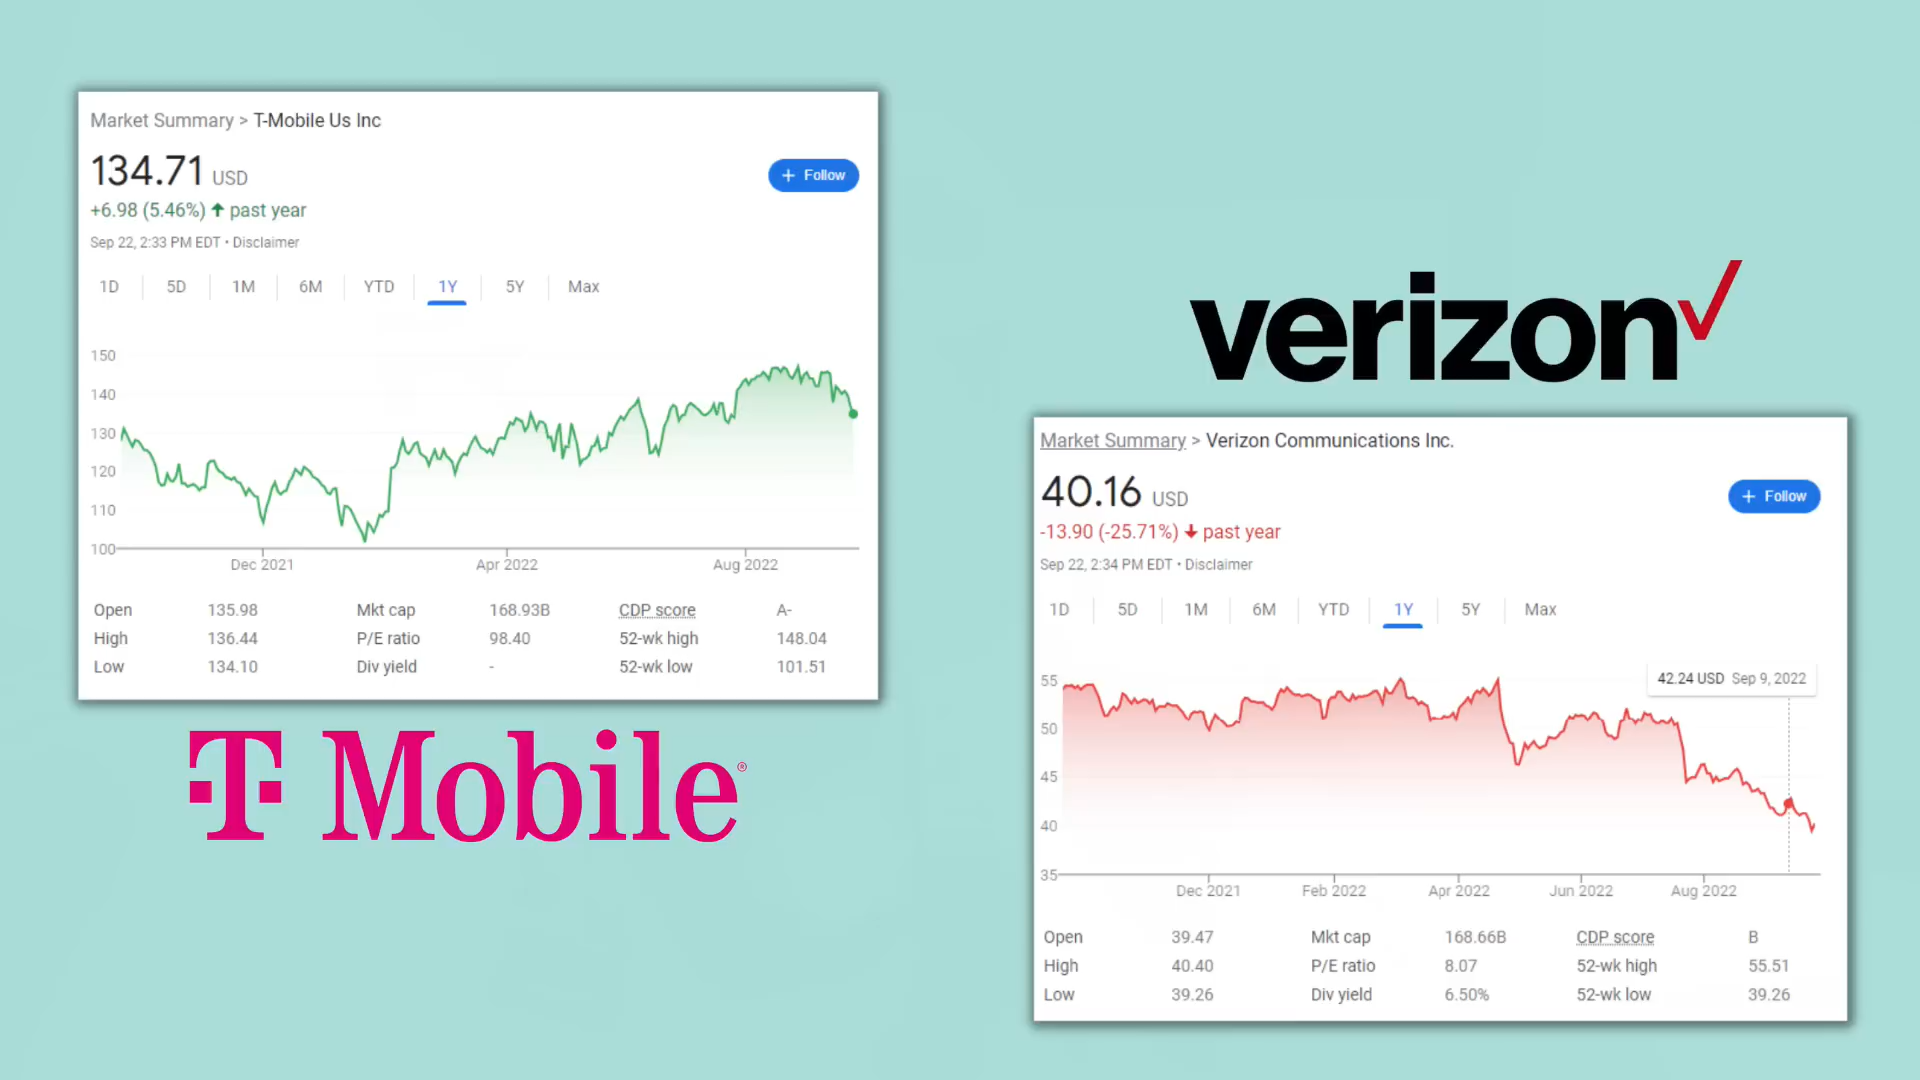 Market Summary > T-Mobile Us Inc
134.71 USD
+ Follow
+6.98 (5.46%) ↑ past year
Sep 22, 2:33 PM EDT • Disclaimer
1D 5D 1M 6M YTD 1Y 5Y Max
150
140
130
120
110
100
Dec 2021 Apr 2022 Aug 2022
Open 135.98 Mkt cap 168.93B CDP score A-
High 136.44 P/E ratio 98.40 52-wk high 148.04
Low 134.10 Div yield - 52-wk low 101.51
T Mobile®
verizon
Market Summary > Verizon Communications Inc.
40.16 USD
+ Follow
-13.90 (-25.71%) ↓ past year
Sep 22, 2:34 PM EDT • Disclaimer
1D 5D 1M 6M YTD 1Y 5Y Max
42.24 USD Sep 9, 2022
55
50
45
40
35
Dec 2021 Feb 2022 Apr 2022 Jun 2022 Aug 2022
Open 39.47 Mkt cap 168.66B CDP score B
High 40.40 P/E ratio 8.07 52-wk high 55.51
Low 39.26 Div yield 6.50% 52-wk low 39.26